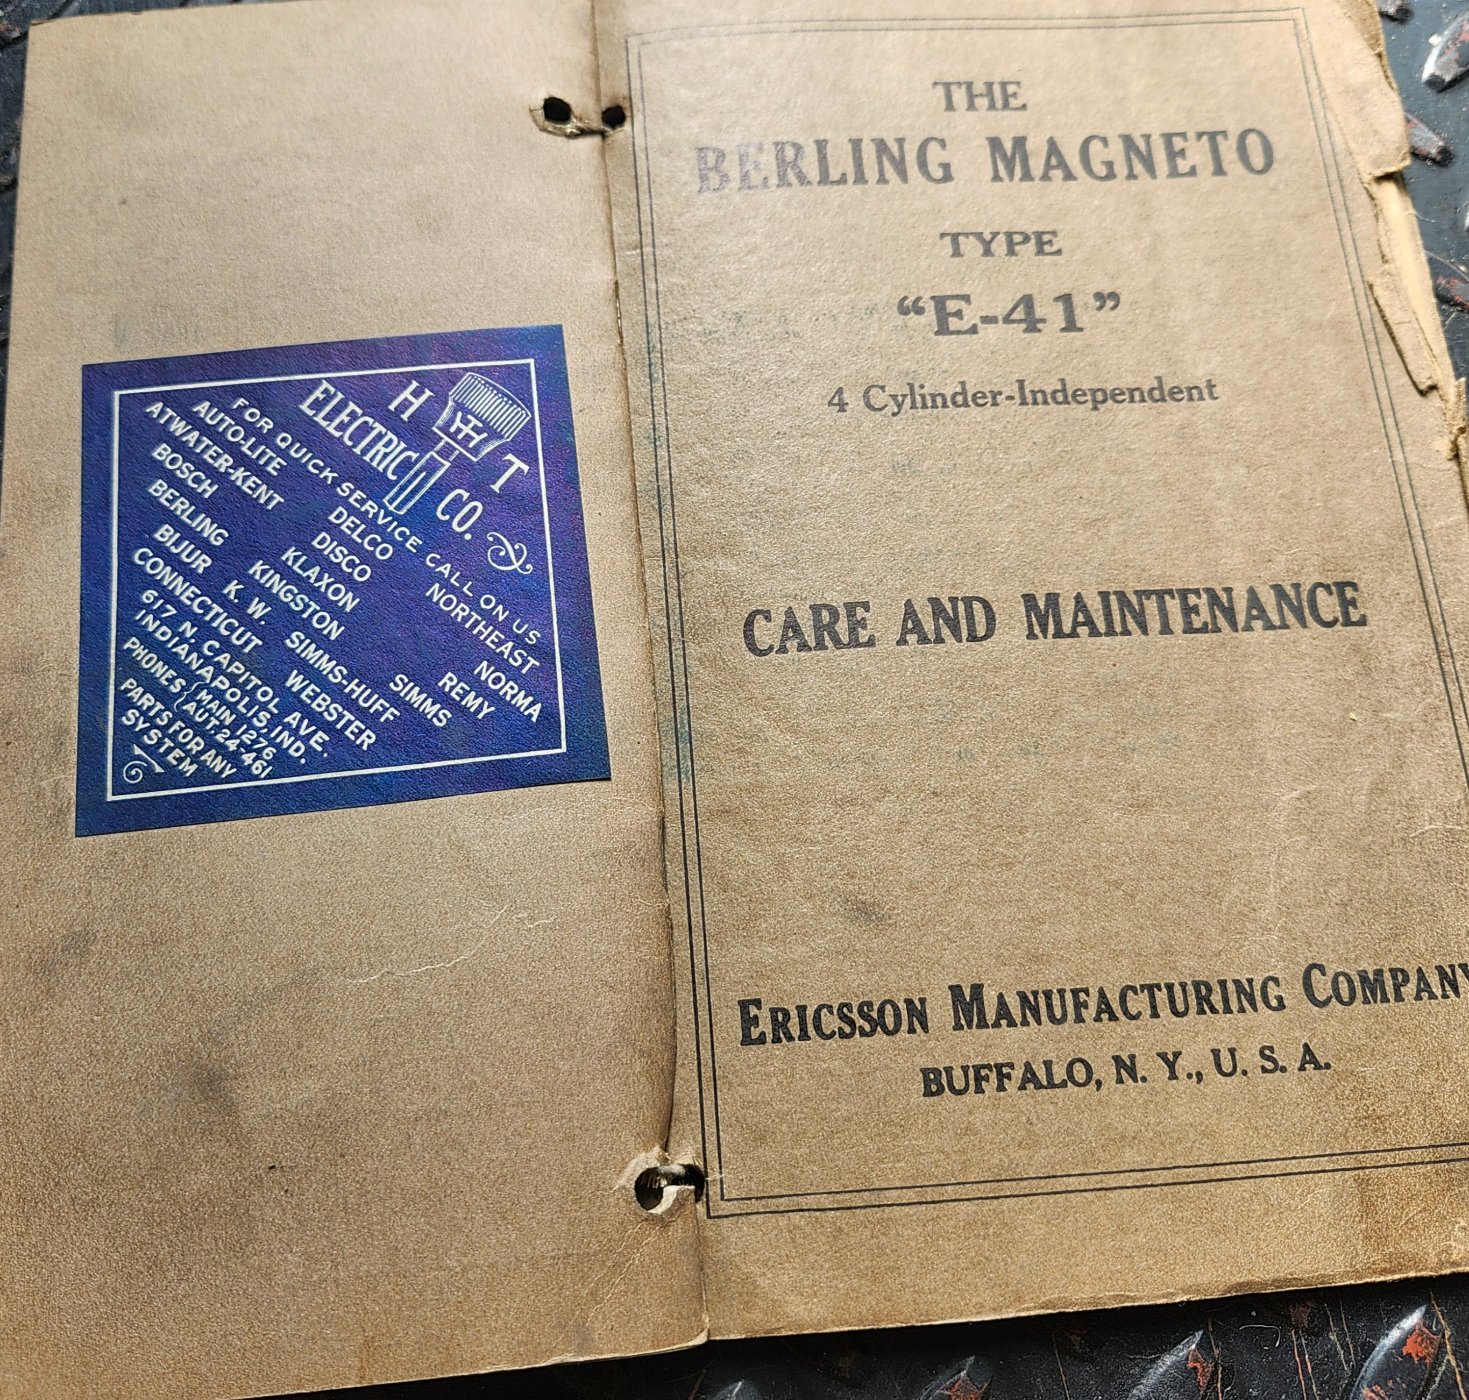 H T
ELECTRIC CO.
FOR QUICK SERVICE CALL ON US
AUTO-LITE DELCO NORTHEAST
ATWATER-KENT DISCO NORMA
BOSCH KLAXON REMY
BERLING KINGSTON SIMMS
BIJUR K. W. SIMMS-HUFF
CONNECTICUT WEBSTER
617 N. CAPITOL AVE.
INDIANAPOLIS, IND.
PHONES { MAIN 1276
AUT. 24-461
PARTS FOR ANY
SYSTEM
THE
BERLING MAGNETO
TYPE
“E-41”
4 Cylinder-Independent
CARE AND MAINTENANCE
ERICSSON MANUFACTURING COMPANY
BUFFALO, N. Y., U. S. A.